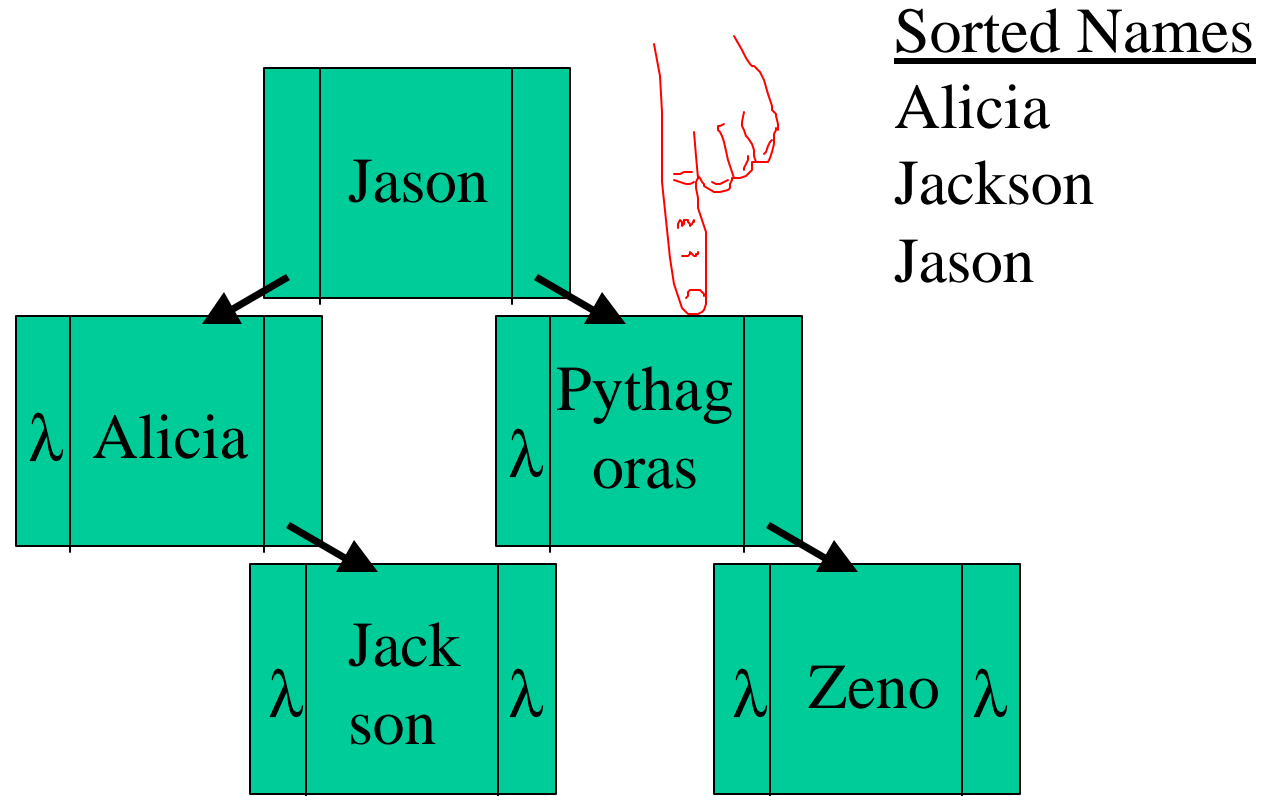 Sorted Names
Alicia
Jackson
Jason
Jason
λ Alicia
λ Pythag
oras
λ Jack
son λ
λ Zeno λ